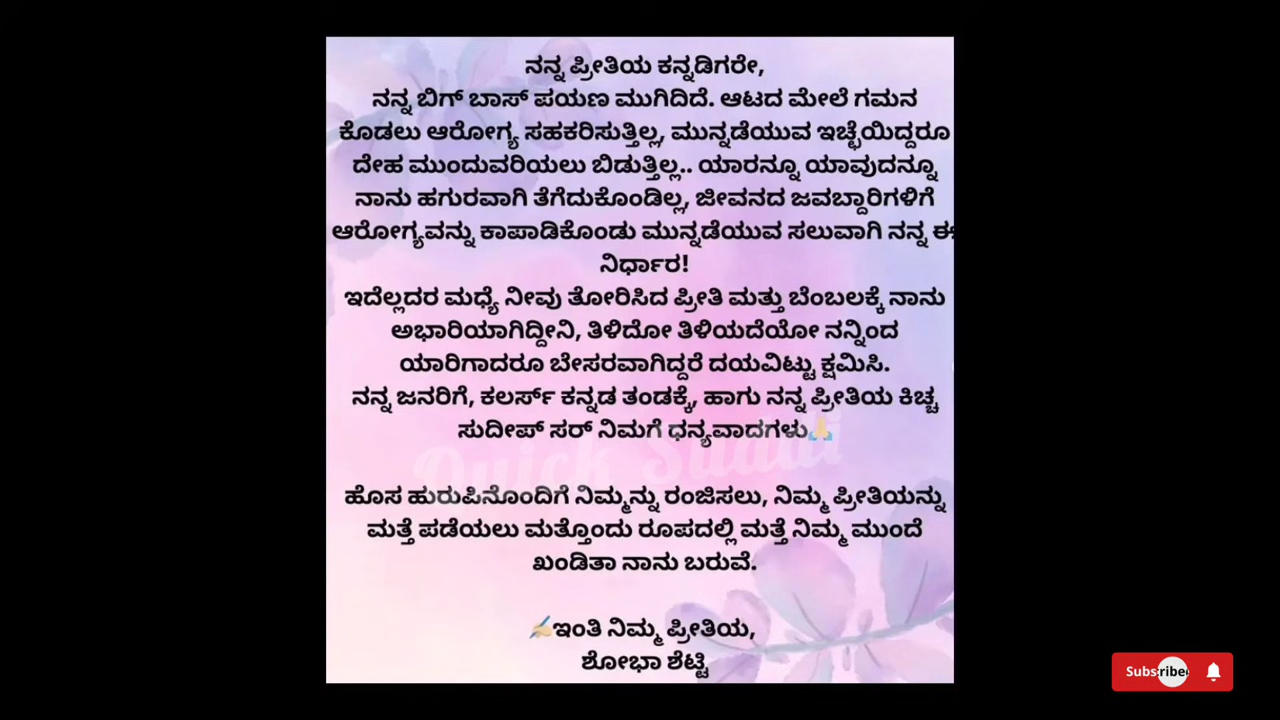 ನನ್ನ ಪ್ರೀತಿಯ ಕನ್ನಡಿಗರೇ,
ನನ್ನ ಬಿಗ್ ಬಾಸ್ ಪಯಣ ಮುಗಿದಿದೆ. ಆಟದ ಮೇಲೆ ಗಮನ
ಕೊಡಲು ಆರೋಗ್ಯ ಸಹಕರಿಸುತ್ತಿಲ್ಲ, ಮುನ್ನಡೆಯುವ ಇಚ್ಛೆಯಿದ್ದರೂ
ದೇಹ ಮುಂದುವರಿಯಲು ಬಿಡುತ್ತಿಲ್ಲ.. ಯಾರನ್ನೂ ಯಾವುದನ್ನೂ
ನಾನು ಹಗುರವಾಗಿ ತೆಗೆದುಕೊಂಡಿಲ್ಲ, ಜೀವನದ ಜವಬ್ದಾರಿಗಳಿಗೆ
ಆರೋಗ್ಯವನ್ನು ಕಾಪಾಡಿಕೊಂಡು ಮುನ್ನಡೆಯುವ ಸಲುವಾಗಿ ನನ್ನ ಈ
ನಿರ್ಧಾರ!
ಇದೆಲ್ಲದರ ಮಧ್ಯೆ ನೀವು ತೋರಿಸಿದ ಪ್ರೀತಿ ಮತ್ತು ಬೆಂಬಲಕ್ಕೆ ನಾನು
ಅಭಾರಿಯಾಗಿದ್ದೀನಿ, ತಿಳಿದೋ ತಿಳಿಯದೆಯೋ ನನ್ನಿಂದ
ಯಾರಿಗಾದರೂ ಬೇಸರವಾಗಿದ್ದರೆ ದಯವಿಟ್ಟು ಕ್ಷಮಿಸಿ.
ನನ್ನ ಜನರಿಗೆ, ಕಲರ್ಸ್ ಕನ್ನಡ ತಂಡಕ್ಕೆ, ಹಾಗು ನನ್ನ ಪ್ರೀತಿಯ ಕಿಚ್ಚ
ಸುದೀಪ್ ಸರ್ ನಿಮಗೆ ಧನ್ಯವಾದಗಳು🙏
Quick Suddi
ಹೊಸ ಹುರುಪಿನೊಂದಿಗೆ ನಿಮ್ಮನ್ನು ರಂಜಿಸಲು, ನಿಮ್ಮ ಪ್ರೀತಿಯನ್ನು
ಮತ್ತೆ ಪಡೆಯಲು ಮತ್ತೊಂದು ರೂಪದಲ್ಲಿ ಮತ್ತೆ ನಿಮ್ಮ ಮುಂದೆ
ಖಂಡಿತಾ ನಾನು ಬರುವೆ.
✍️ಇಂತಿ ನಿಮ್ಮ ಪ್ರೀತಿಯ,
ಶೋಭಾ ಶೆಟ್ಟಿ